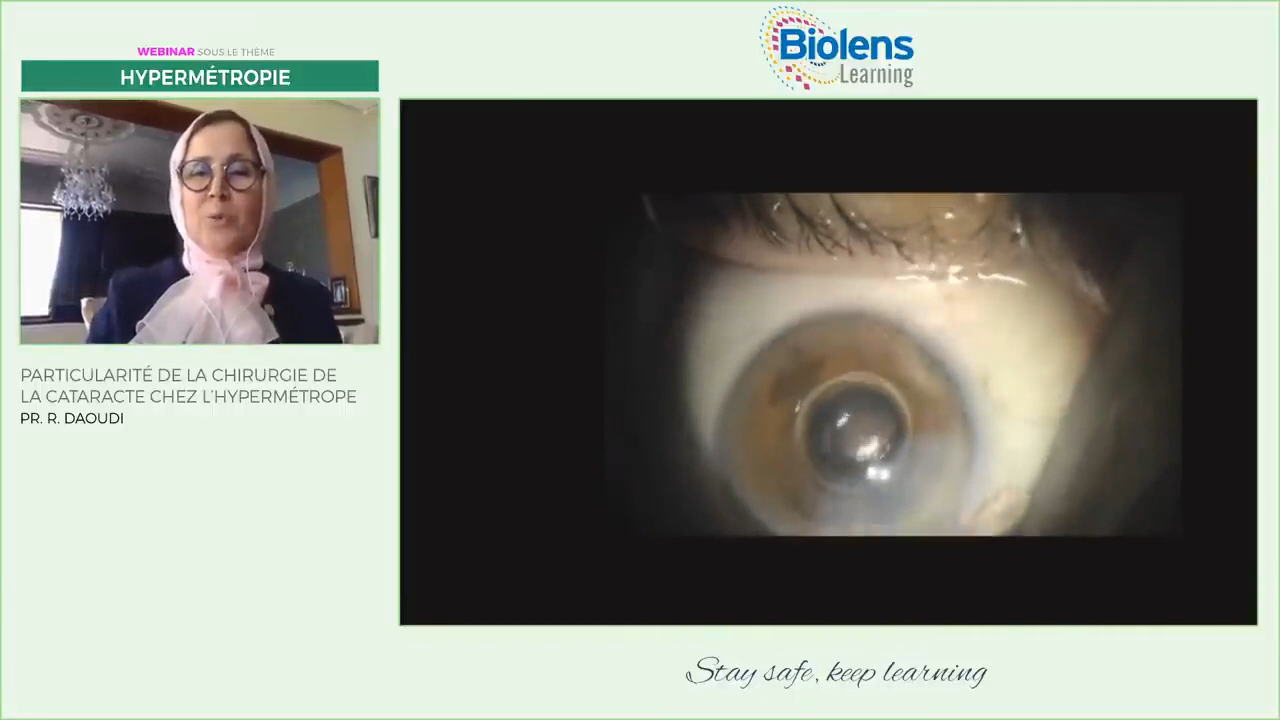 WEBINAR SOUS LE THÈME
HYPERMÉTROPIE
Biolens
Learning
PARTICULARITÉ DE LA CHIRURGIE DE
LA CATARACTE CHEZ L'HYPERMÉTROPE
PR. R. DAOUDI
Stay safe, keep learning